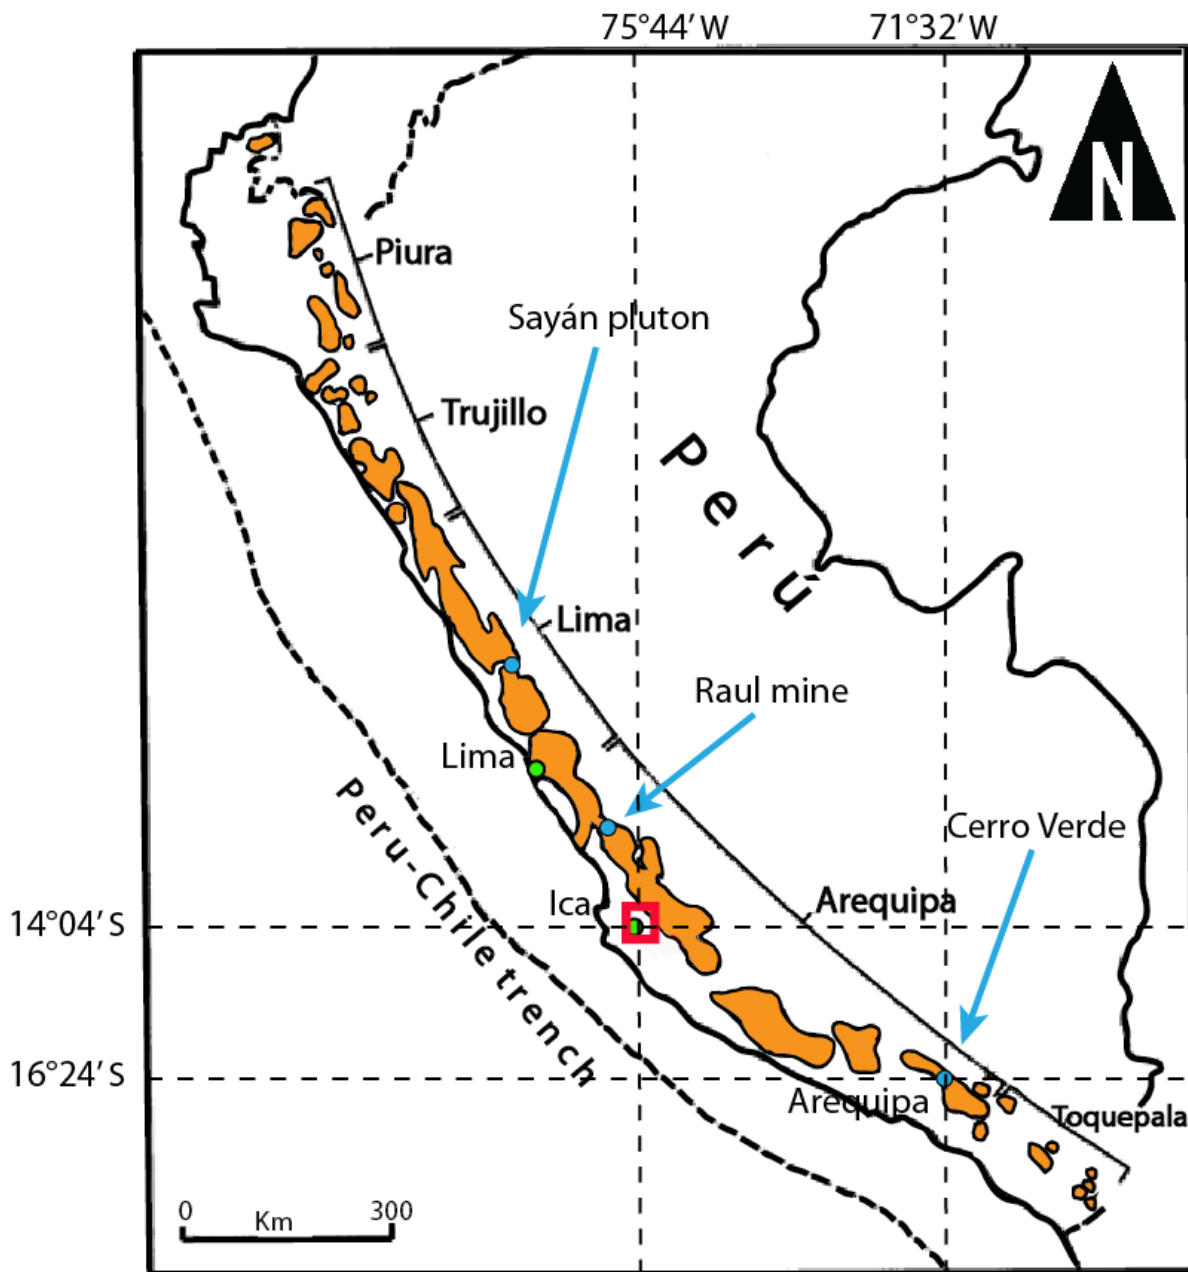 75°44′ W
71°32′ W
N
Piura
Sayán pluton
Trujillo
Perú
Lima
Raul mine
Lima
Cerro Verde
Peru-Chile trench
Ica
Arequipa
14°04′ S
16°24′ S
Arequipa
Toquepala
0
Km
300